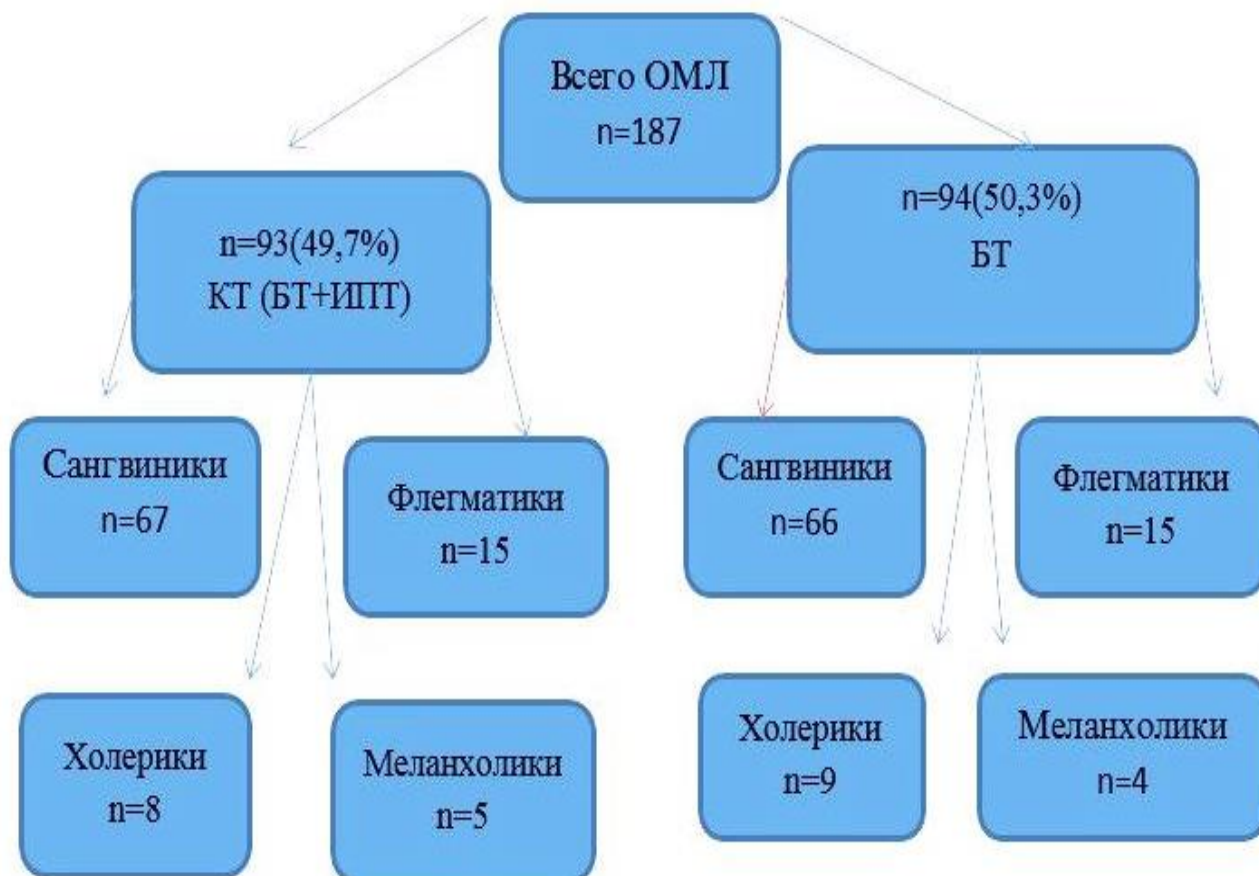 Всего ОМЛ
n=187
n=93(49,7%)
КТ (БТ+ИПТ)
n=94(50,3%)
БТ
Сангвиники
n=67
Флегматики
n=15
Сангвиники
n=66
Флегматики
n=15
Холерики
n=8
Меланхолики
n=5
Холерики
n=9
Меланхолики
n=4